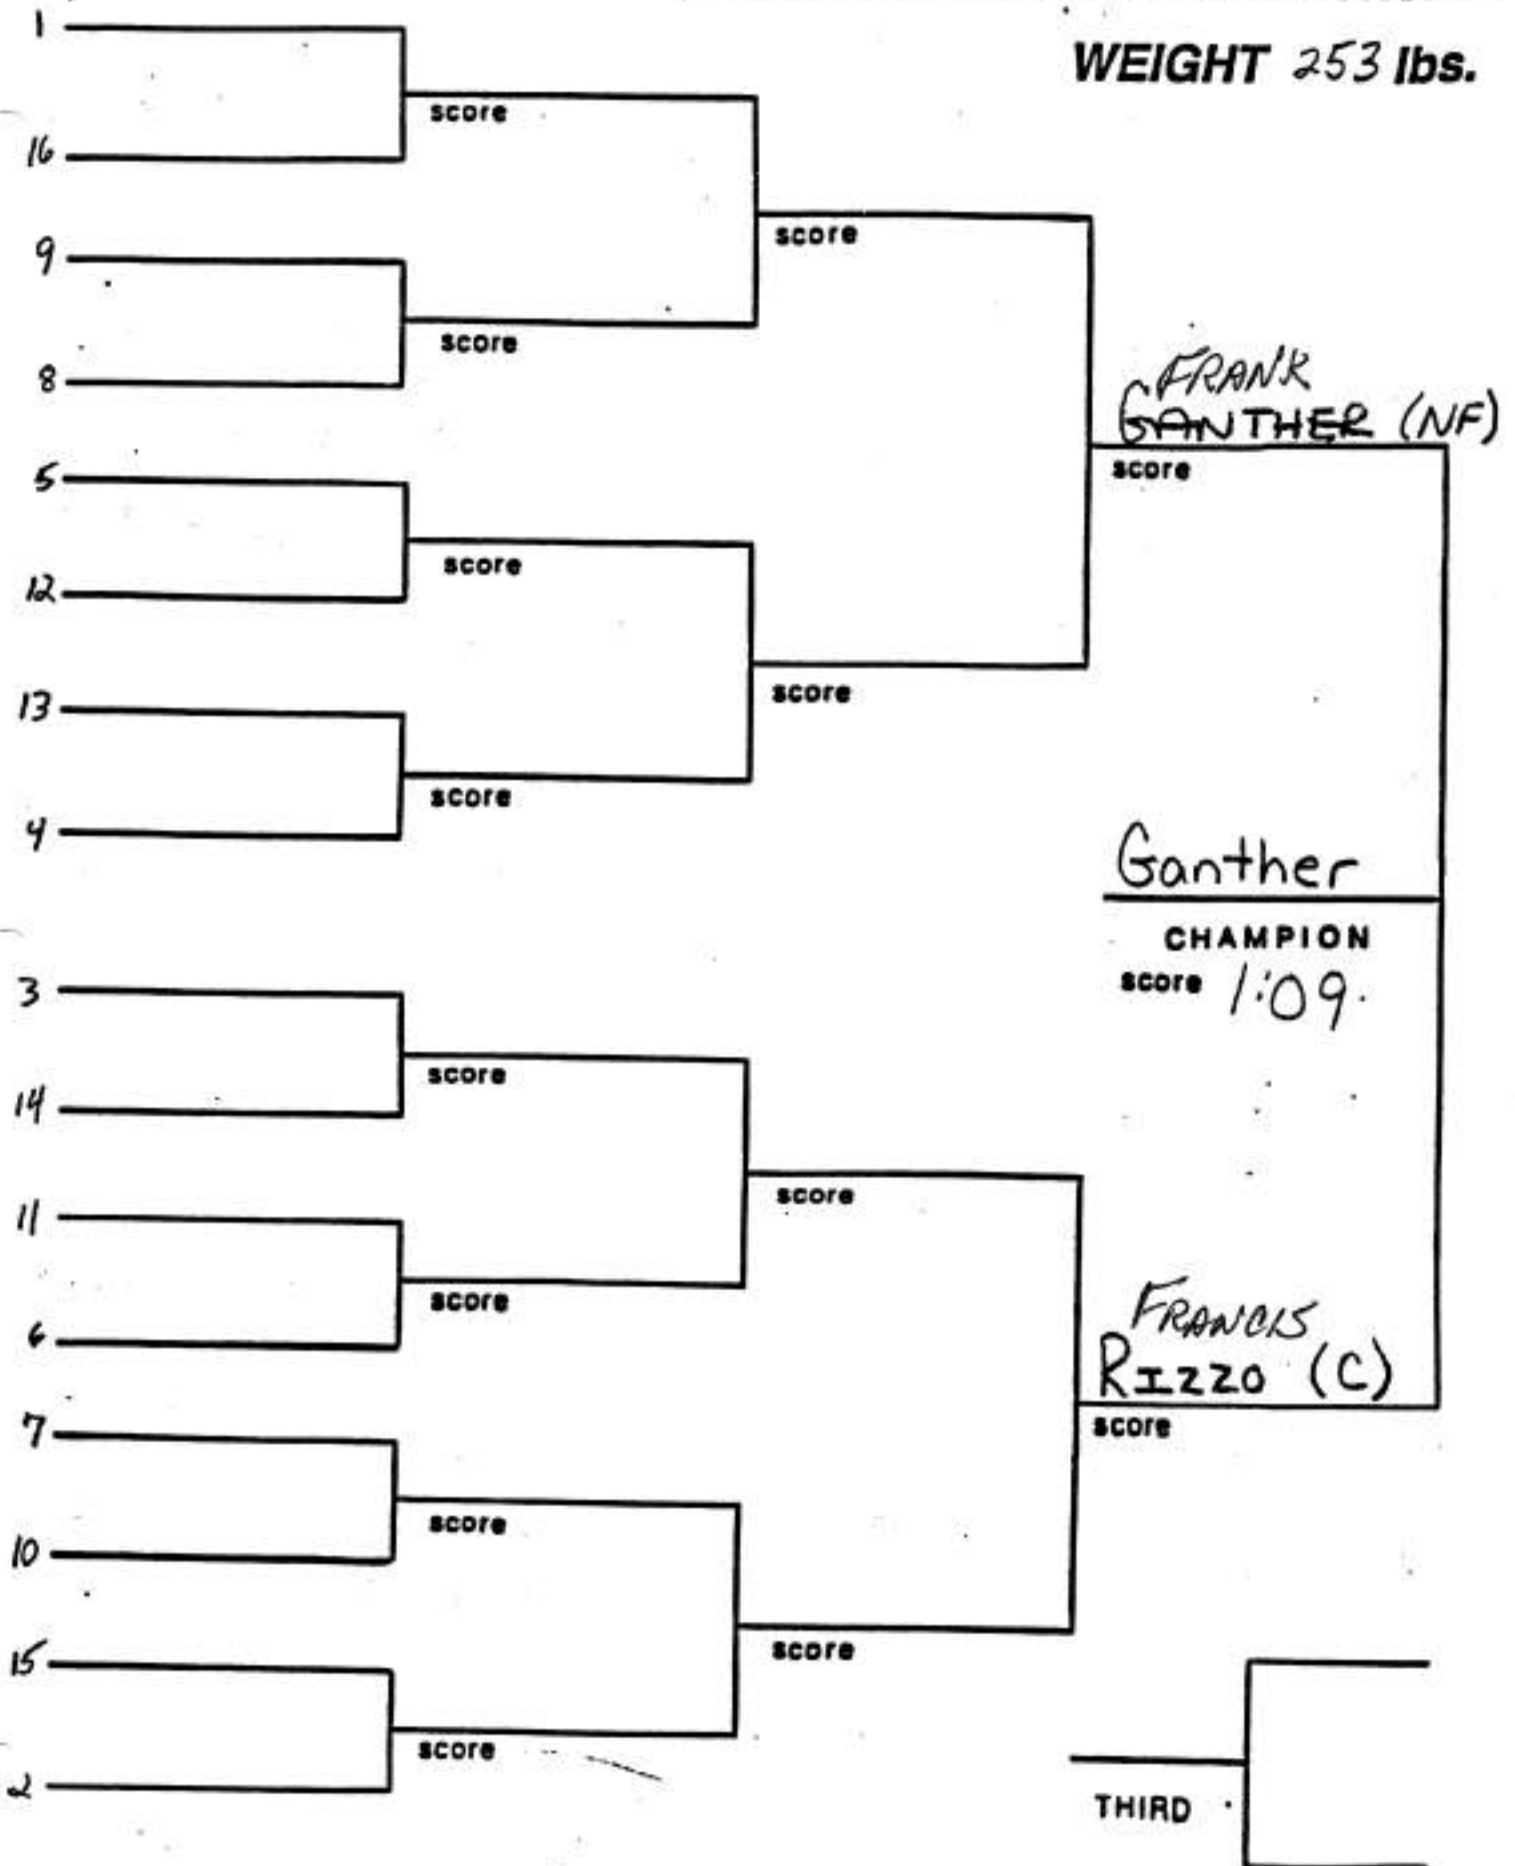 1
WEIGHT 253 lbs.
score
16
score
9
score
8
FRANK
GANTHER (NF)
score
5
score
12
score
13
score
4
Ganther
CHAMPION
score 1:09.
3
score
14
score
11
score
6
FRANCIS
RIZZO (C)
score
7
score
10
score
15
score
2
THIRD